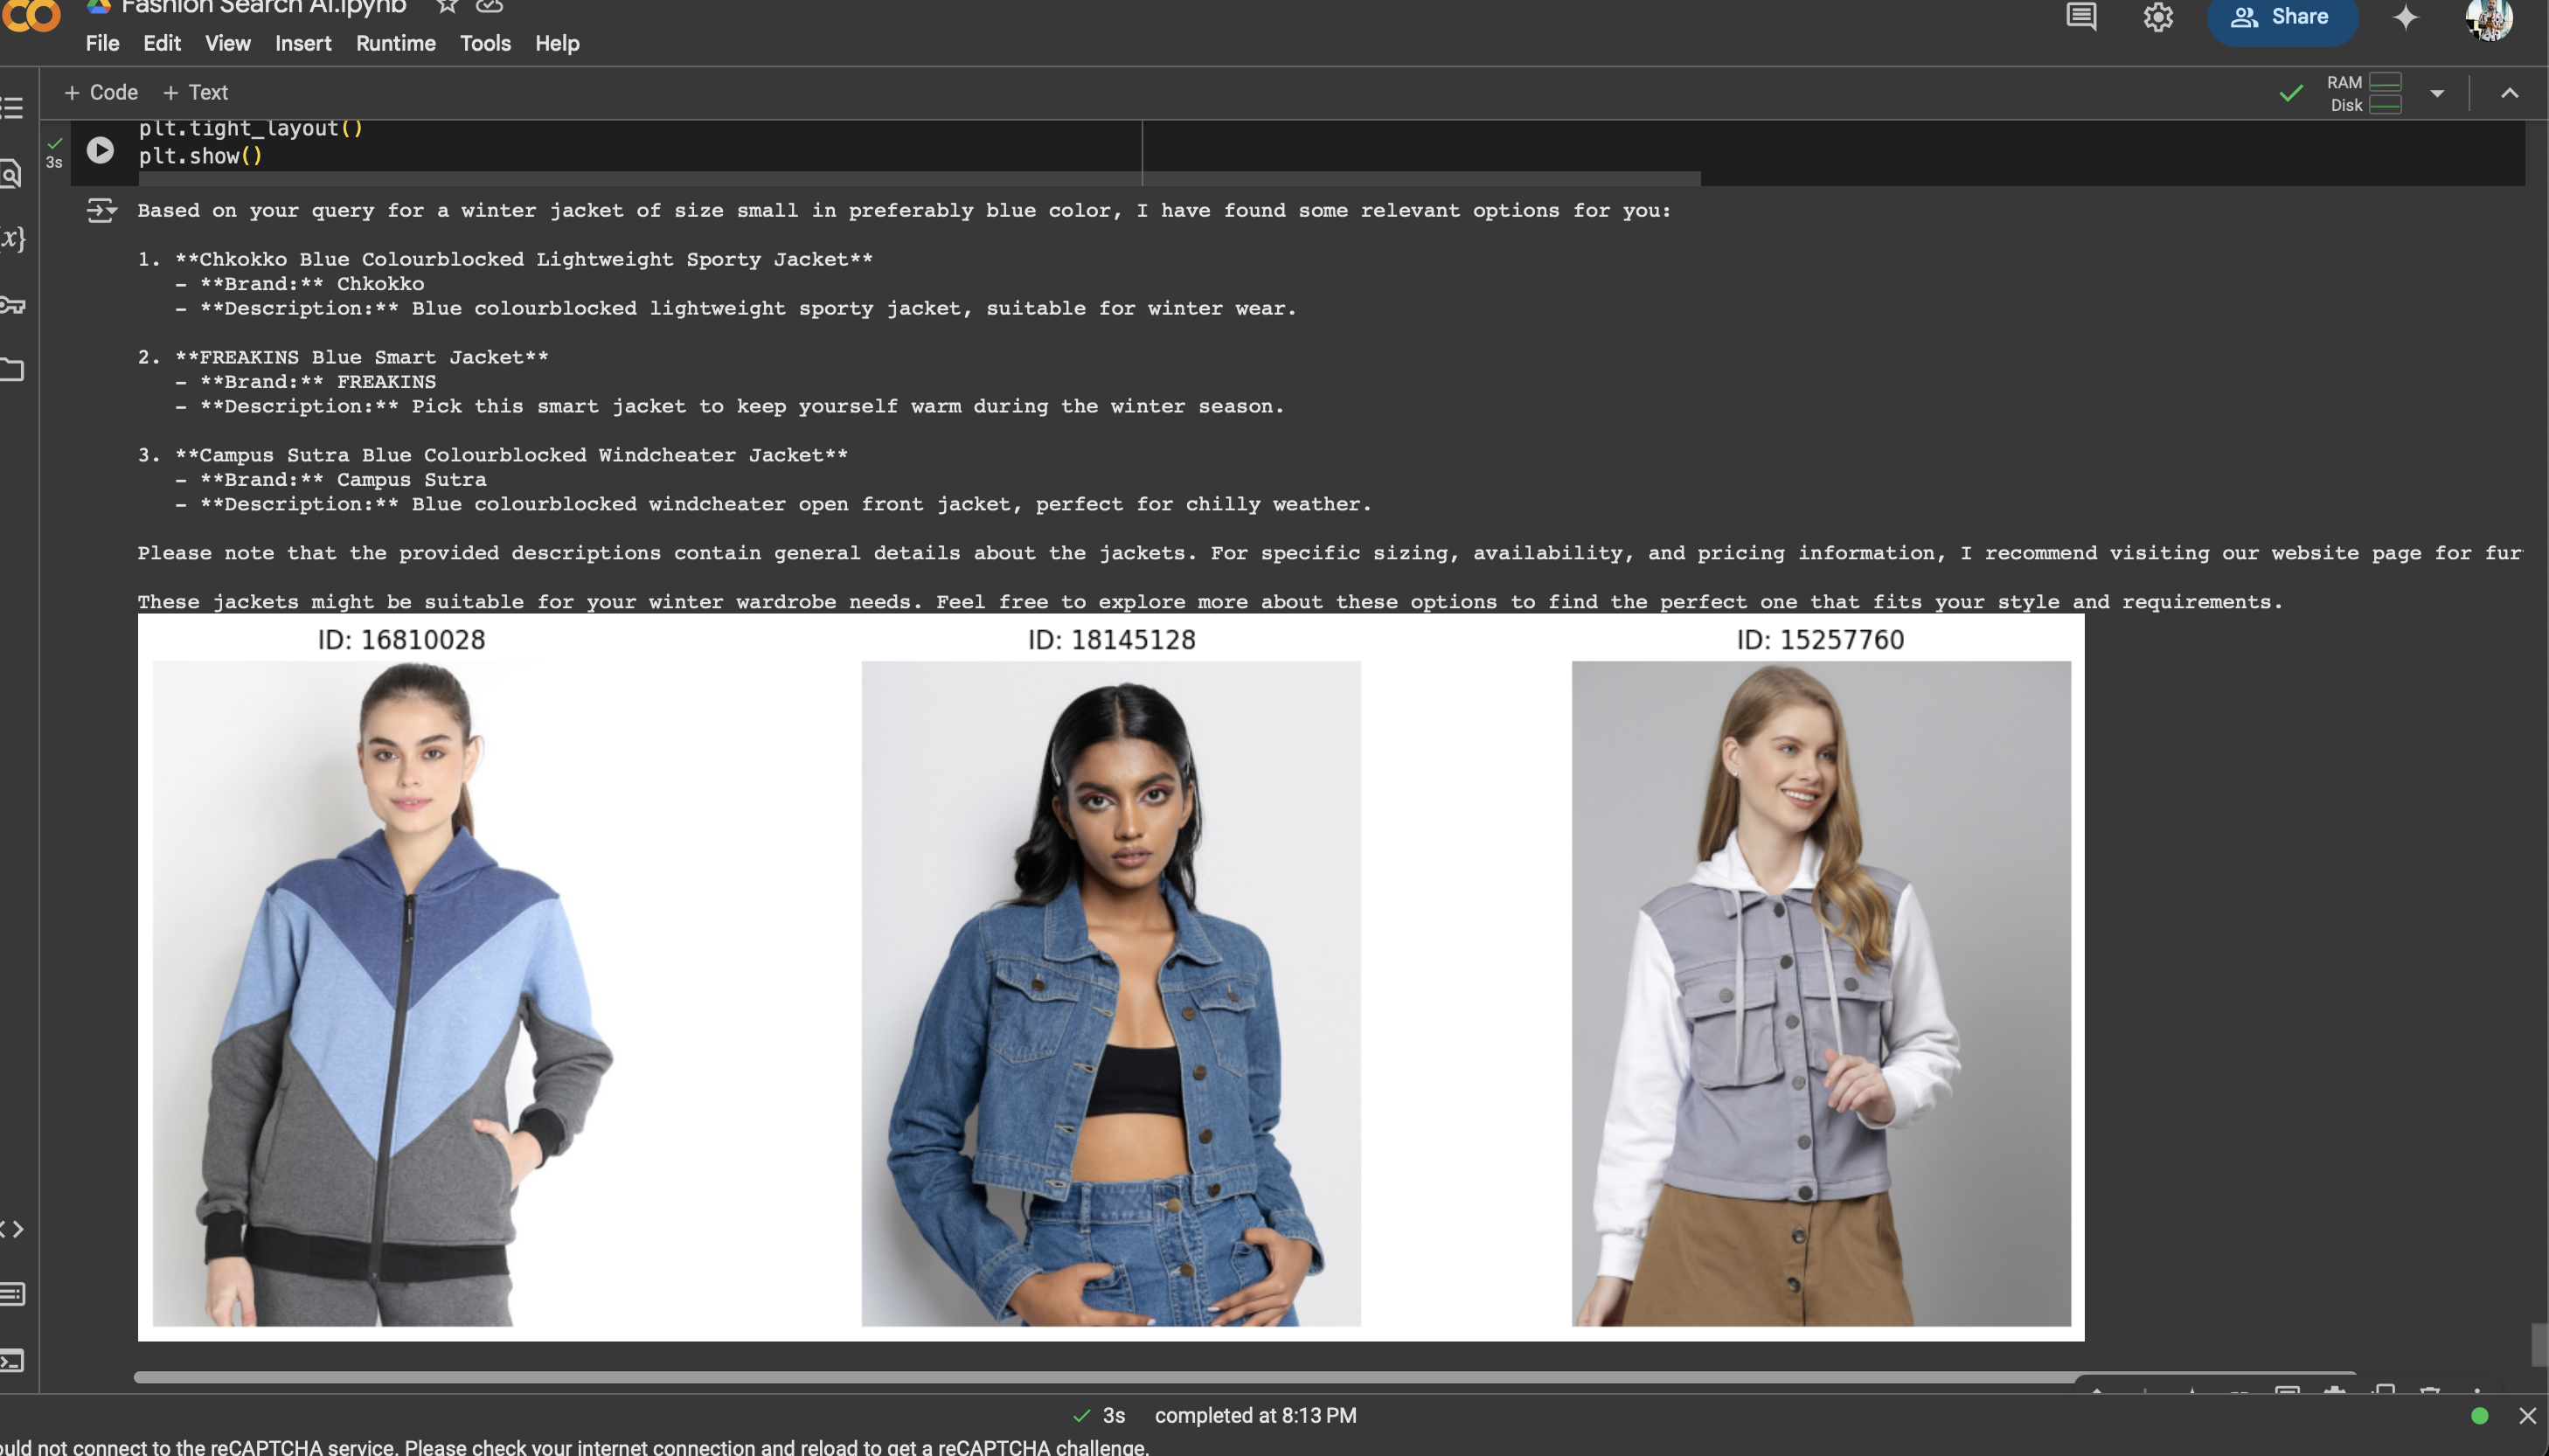 Fashion Search AI.ipynb
File Edit View Insert Runtime Tools Help
Share
+ Code + Text
RAM
Disk
plt.tight_layout()
plt.show()
3s
{x}
Based on your query for a winter jacket of size small in preferably blue color, I have found some relevant options for you:
1. **Chkokko Blue Colourblocked Lightweight Sporty Jacket**
- **Brand:** Chkokko
- **Description:** Blue colourblocked lightweight sporty jacket, suitable for winter wear.
2. **FREAKINS Blue Smart Jacket**
- **Brand:** FREAKINS
- **Description:** Pick this smart jacket to keep yourself warm during the winter season.
3. **Campus Sutra Blue Colourblocked Windcheater Jacket**
- **Brand:** Campus Sutra
- **Description:** Blue colourblocked windcheater open front jacket, perfect for chilly weather.
Please note that the provided descriptions contain general details about the jackets. For specific sizing, availability, and pricing information, I recommend visiting our website page for fur
These jackets might be suitable for your winter wardrobe needs. Feel free to explore more about these options to find the perfect one that fits your style and requirements.
ID: 16810028 ID: 18145128 ID: 15257760
3s completed at 8:13 PM
ould not connect to the reCAPTCHA service. Please check your internet connection and reload to get a reCAPTCHA challenge.